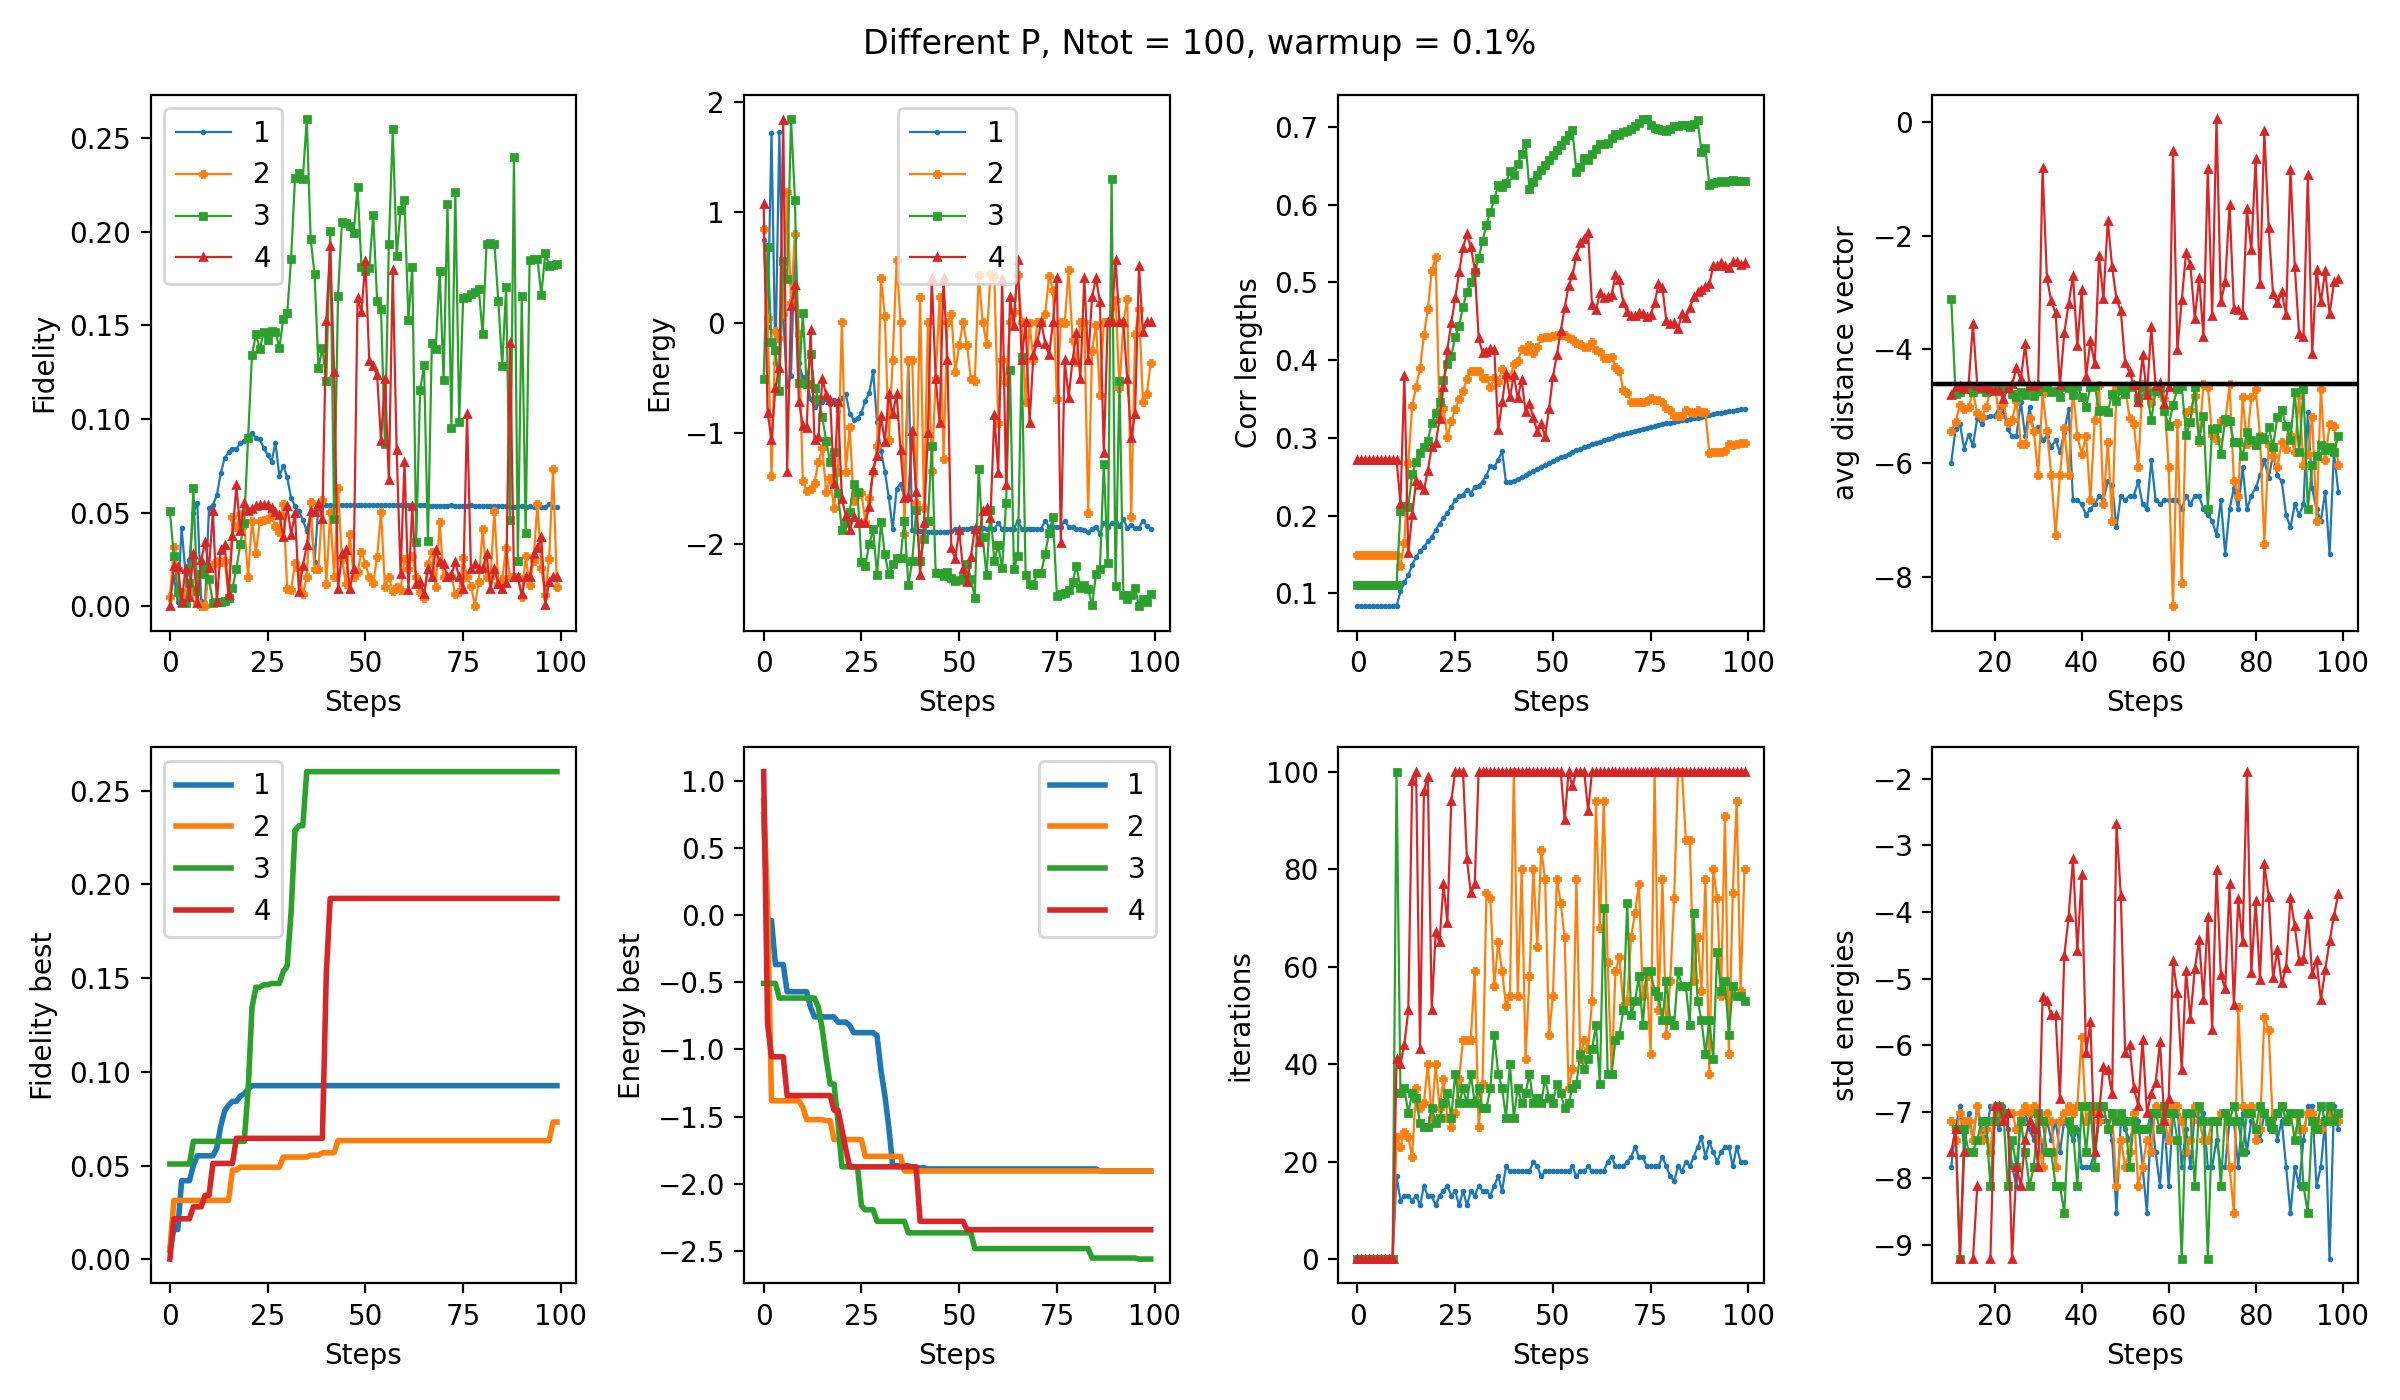 Different P, Ntot = 100, warmup = 0.1%
Fidelity
0.25
0.20
0.15
0.10
0.05
0.00
1
2
3
4
0 25 50 75 100
Steps
Energy
2
1
0
−1
−2
1
2
3
4
0 25 50 75 100
Steps
Corr lengths
0.7
0.6
0.5
0.4
0.3
0.2
0.1
0 25 50 75 100
Steps
avg distance vector
0
−2
−4
−6
−8
20 40 60 80 100
Steps
Fidelity best
0.25
0.20
0.15
0.10
0.05
0.00
1
2
3
4
0 25 50 75 100
Steps
Energy best
1.0
0.5
0.0
−0.5
−1.0
−1.5
−2.0
−2.5
1
2
3
4
0 25 50 75 100
Steps
iterations
100
80
60
40
20
0
0 25 50 75 100
Steps
std energies
−2
−3
−4
−5
−6
−7
−8
−9
20 40 60 80 100
Steps